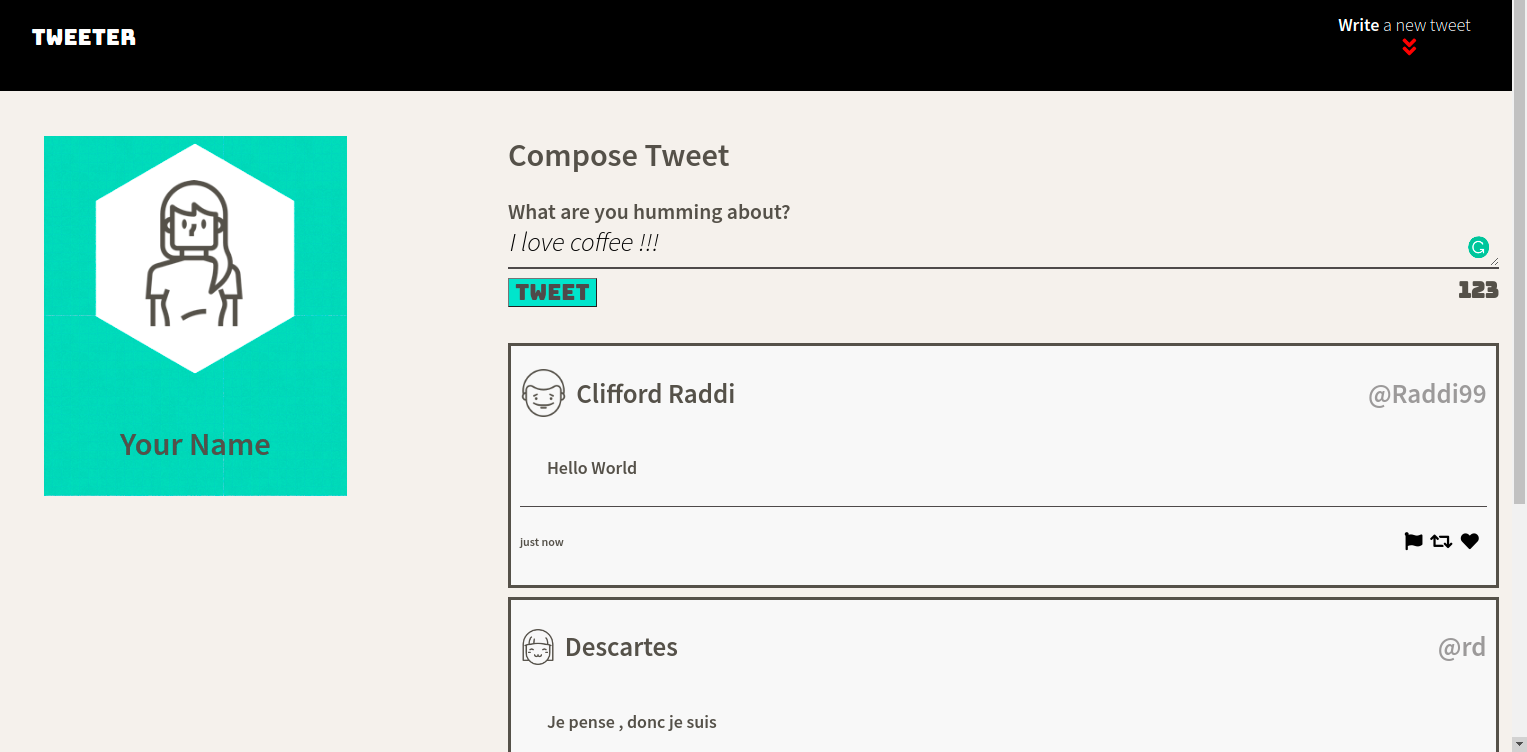 TWEETER
Write a new tweet
Your Name
Compose Tweet
What are you humming about?
I love coffee !!!
TWEET
123
Clifford Raddi
@Raddi99
Hello World
just now
Descartes
@rd
Je pense , donc je suis